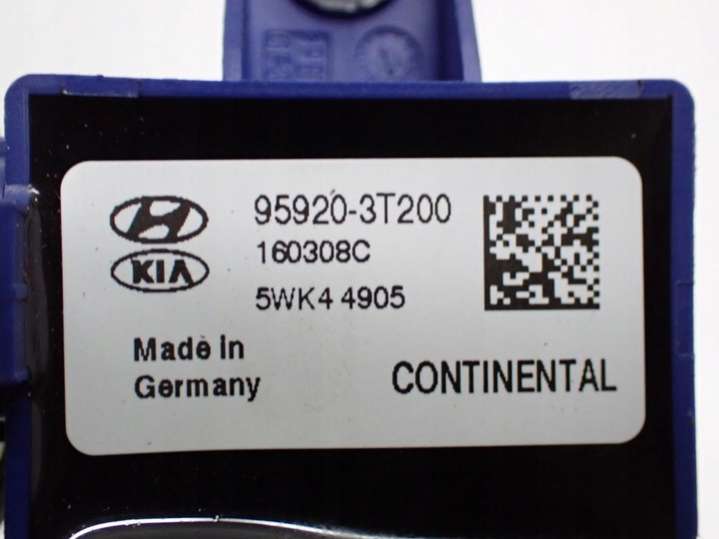 95920-3T200
160308C
KIA
5WK4 4905
Made in
Germany
CONTINENTAL